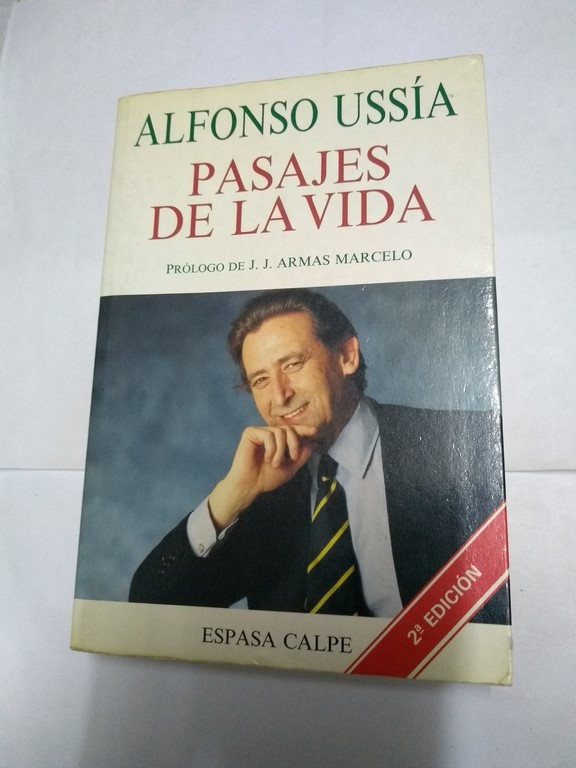 ALFONSO USSÍA
PASAJES
DE LA VIDA
PRÓLOGO DE J. J. ARMAS MARCELO
ESPASA CALPE
2ª EDICIÓN